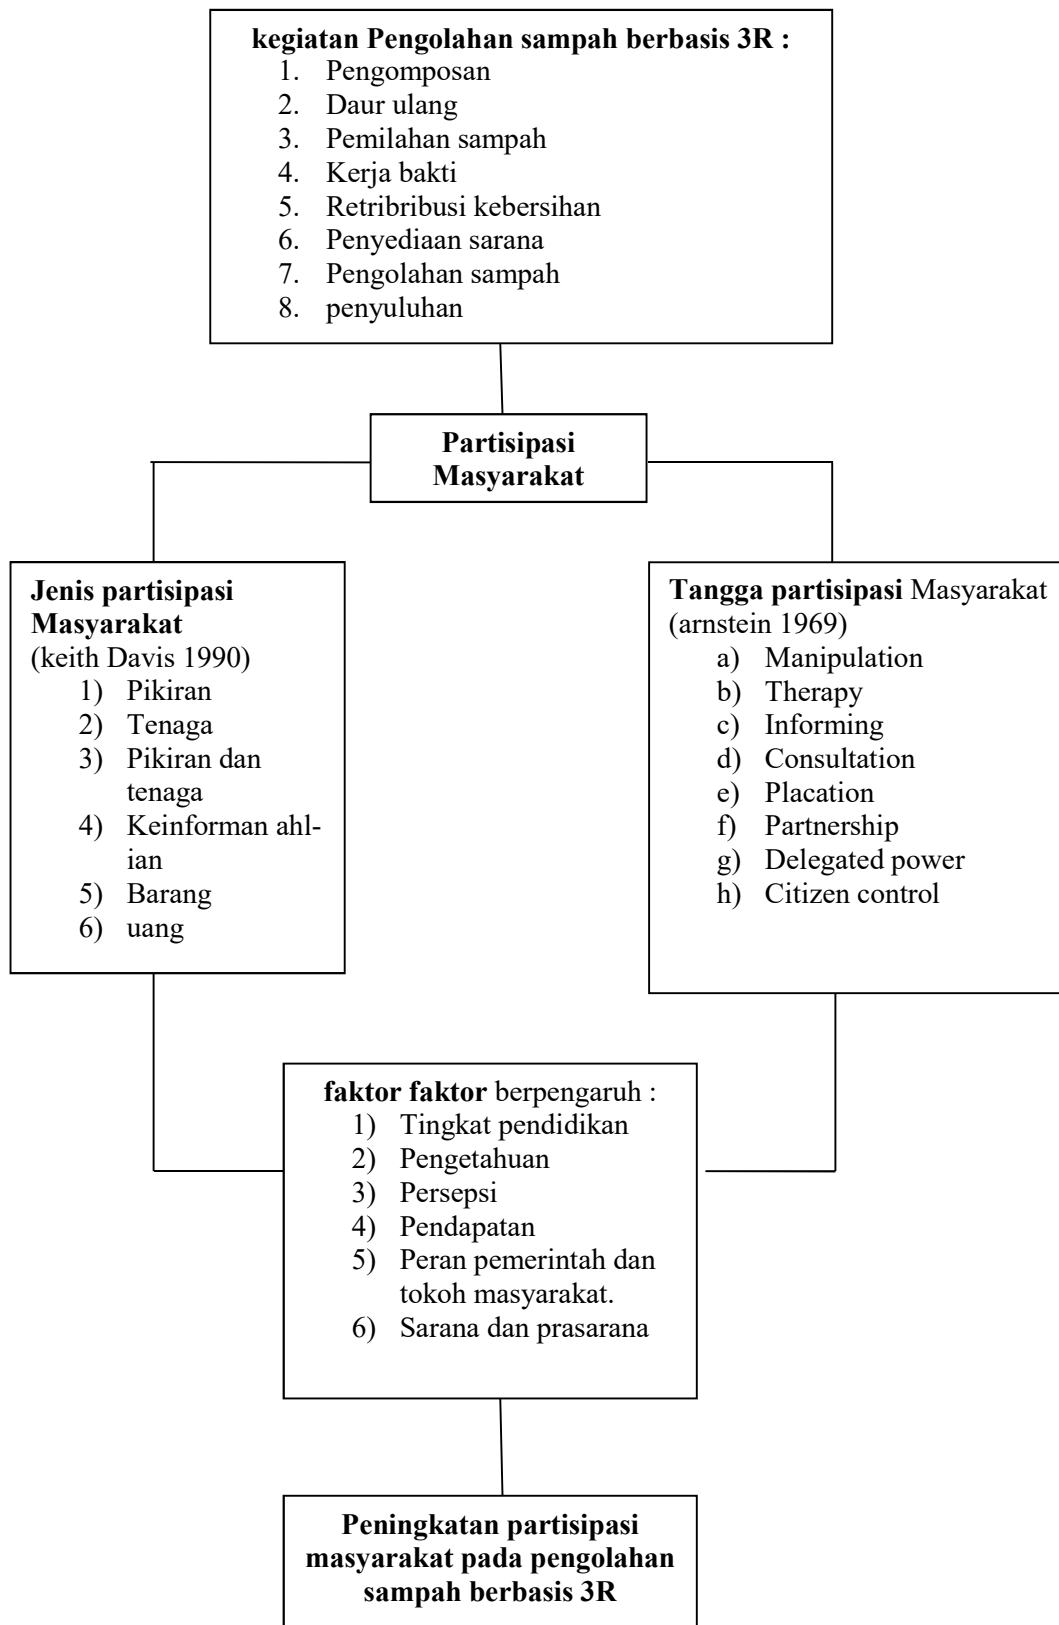 kegiatan Pengolahan sampah berbasis 3R :
1. Pengomposan
2. Daur ulang
3. Pemilahan sampah
4. Kerja bakti
5. Retribribusi kebersihan
6. Penyediaan sarana
7. Pengolahan sampah
8. penyuluhan
Partisipasi
Masyarakat
Jenis partisipasi
Masyarakat
(keith Davis 1990)
1) Pikiran
2) Tenaga
3) Pikiran dan
tenaga
4) Keinforman ahl-
ian
5) Barang
6) uang
Tangga partisipasi Masyarakat
(arnstein 1969)
a) Manipulation
b) Therapy
c) Informing
d) Consultation
e) Placation
f) Partnership
g) Delegated power
h) Citizen control
faktor faktor berpengaruh :
1) Tingkat pendidikan
2) Pengetahuan
3) Persepsi
4) Pendapatan
5) Peran pemerintah dan
tokoh masyarakat.
6) Sarana dan prasarana
Peningkatan partisipasi
masyarakat pada pengolahan
sampah berbasis 3R